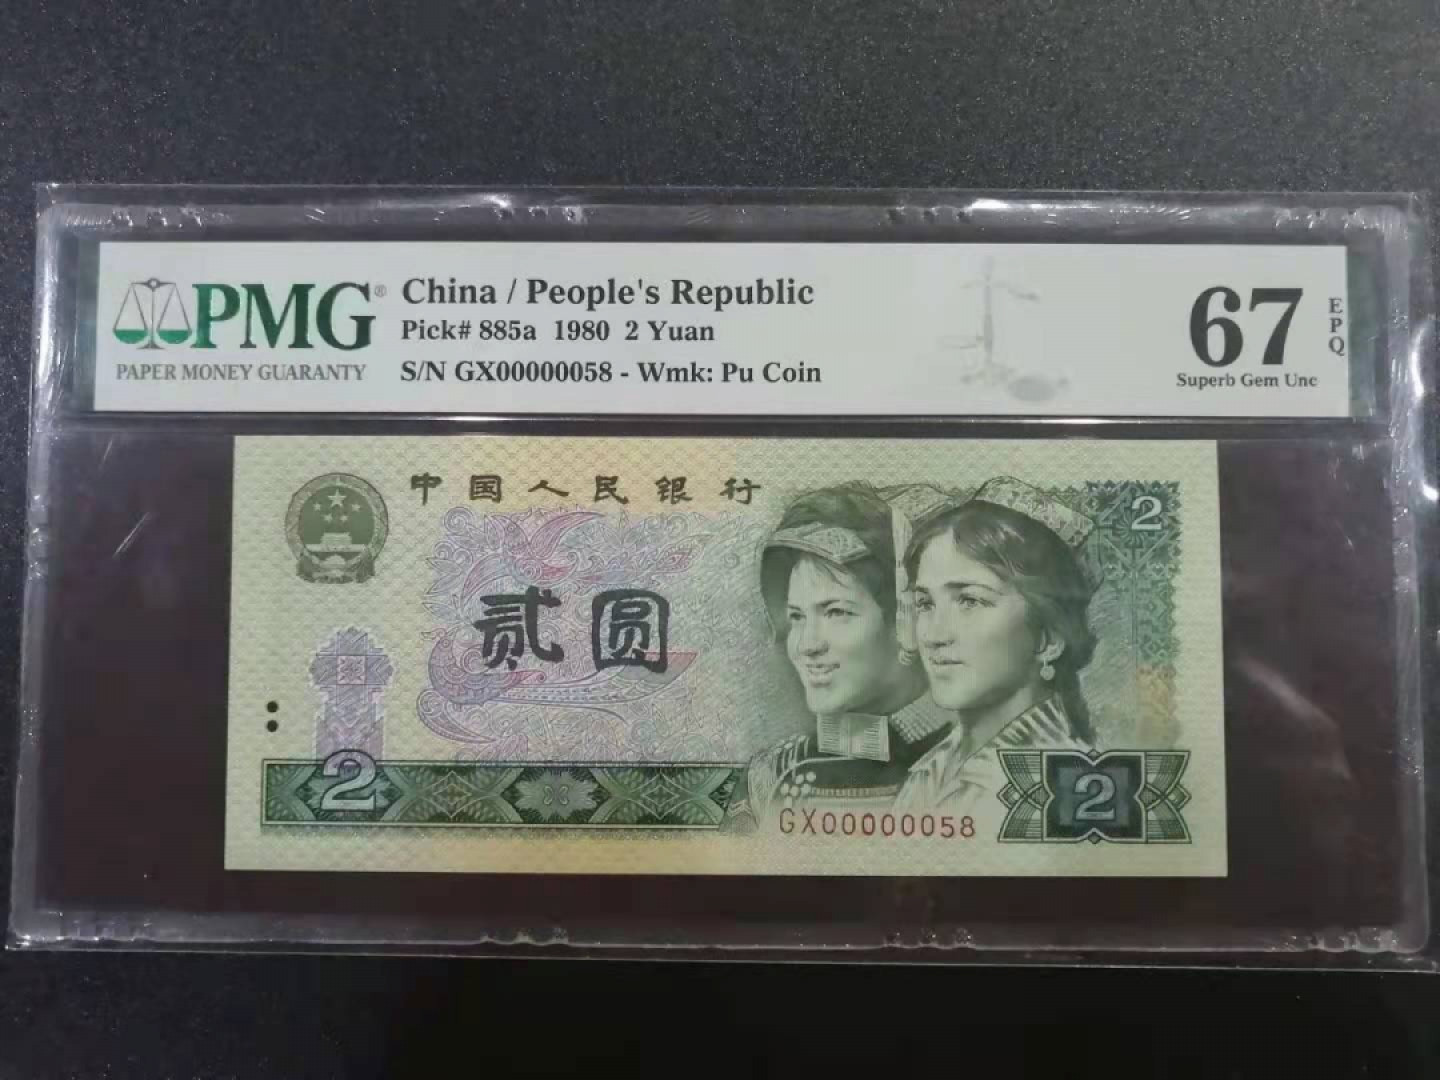 PMG®
PAPER MONEY GUARANTY
China / People's Republic
Pick# 885a 1980 2 Yuan
S/N GX00000058 - Wmk: Pu Coin
67
EPQ
Superb Gem Unc
中国人民银行
2
贰圆
2
2
GX00000058